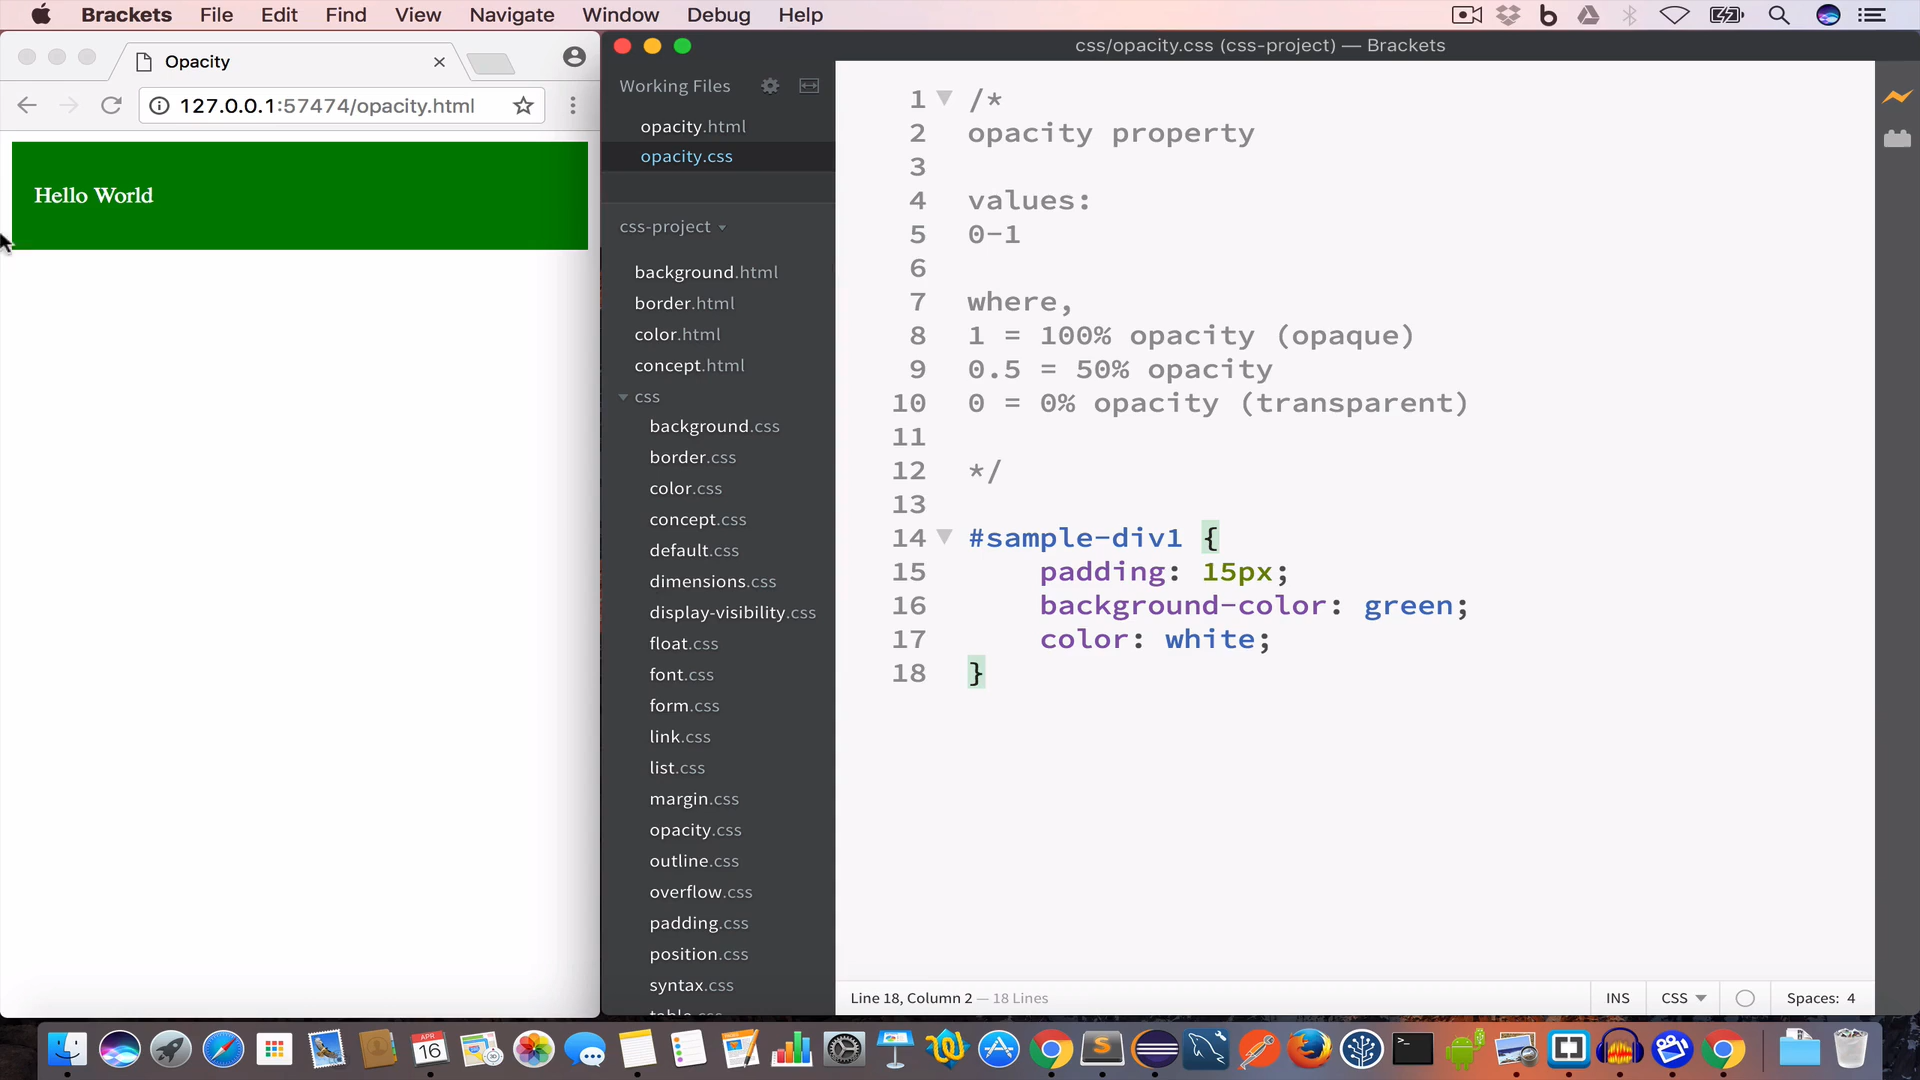 Brackets File Edit Find View Navigate Window Debug Help
Opacity
127.0.0.1:57474/opacity.html
Hello World
css/opacity.css (css-project) — Brackets
Working Files
opacity.html
opacity.css
css-project
background.html
border.html
color.html
concept.html
css
background.css
border.css
color.css
concept.css
default.css
dimensions.css
display-visibility.css
float.css
font.css
form.css
link.css
list.css
margin.css
opacity.css
outline.css
overflow.css
padding.css
position.css
syntax.css
table.css
1 /*
2 opacity property
3
4 values:
5 0-1
6
7 where,
8 1 = 100% opacity (opaque)
9 0.5 = 50% opacity
10 0 = 0% opacity (transparent)
11
12 */
13
14 #sample-div1 {
15 padding: 15px;
16 background-color: green;
17 color: white;
18 }
Line 18, Column 2 — 18 Lines
INS CSS Spaces: 4
APR
16